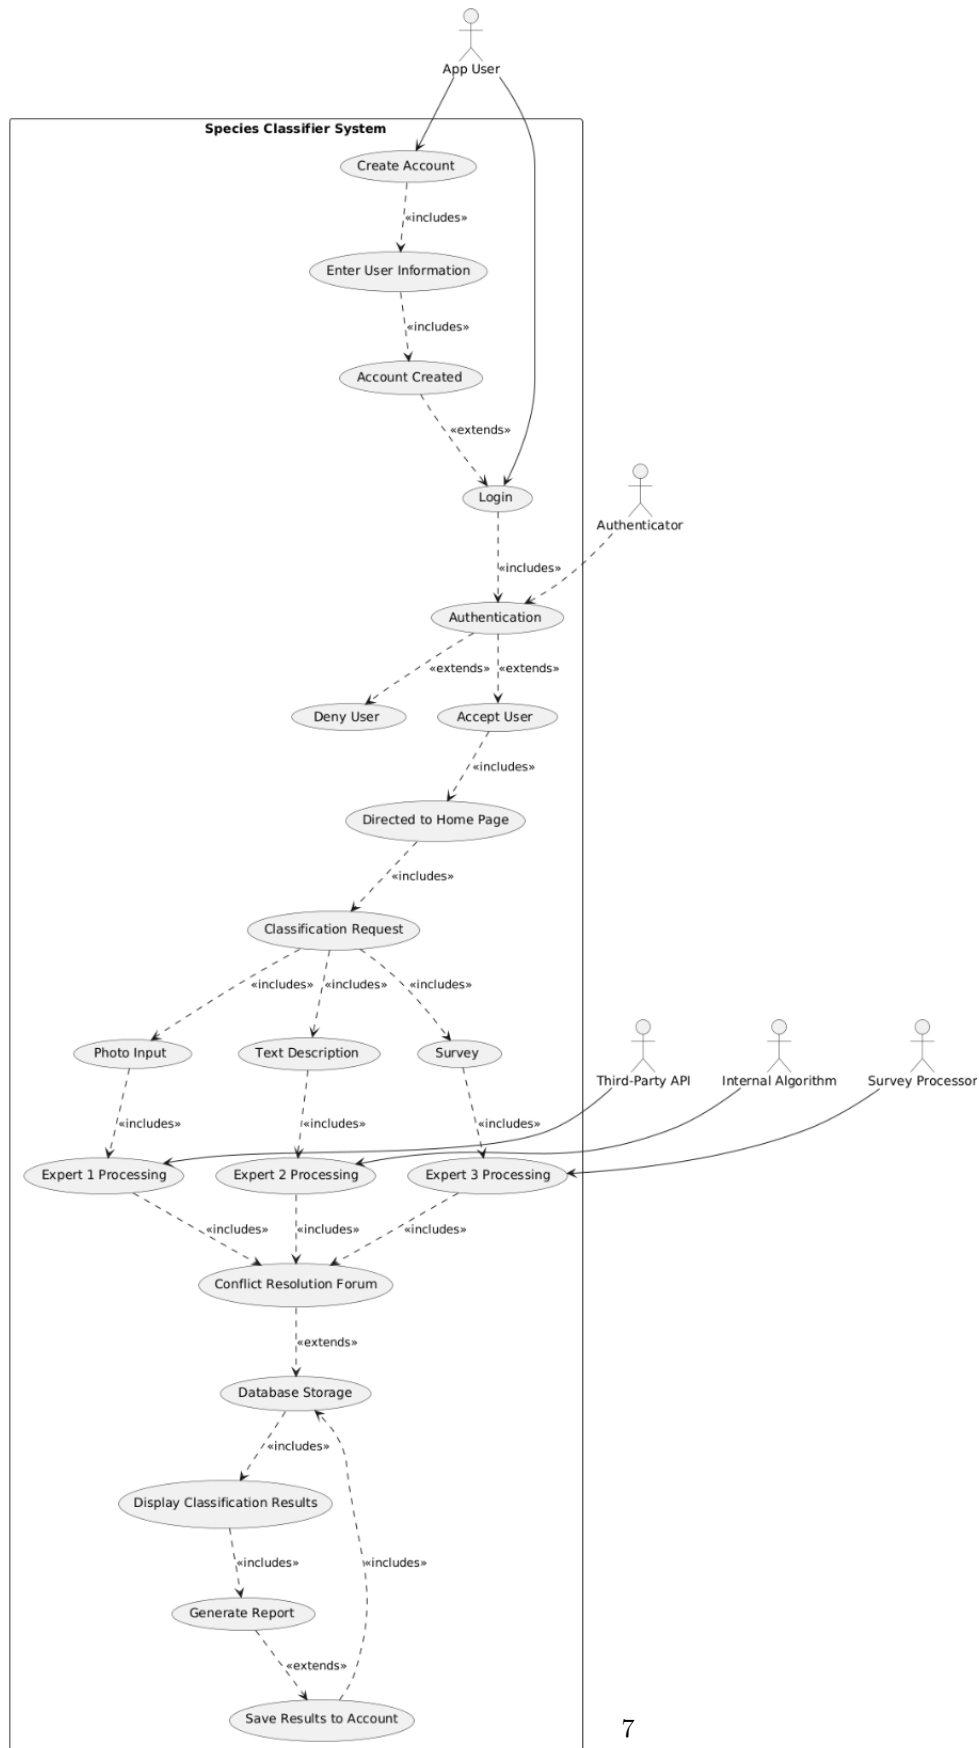 App User
Species Classifier System
Create Account
«includes»
Enter User Information
«includes»
Account Created
«extends»
Login
Authenticator
«includes»
Authentication
«extends» «extends»
Deny User Accept User
«includes»
Directed to Home Page
«includes»
Classification Request
«includes» «includes» «includes»
Photo Input Text Description Survey
Third-Party API Internal Algorithm Survey Processor
«includes» «includes» «includes»
Expert 1 Processing Expert 2 Processing Expert 3 Processing
«includes» «includes» «includes»
Conflict Resolution Forum
«extends»
Database Storage
«includes»
Display Classification Results
«includes» «includes»
Generate Report
«extends»
Save Results to Account
7